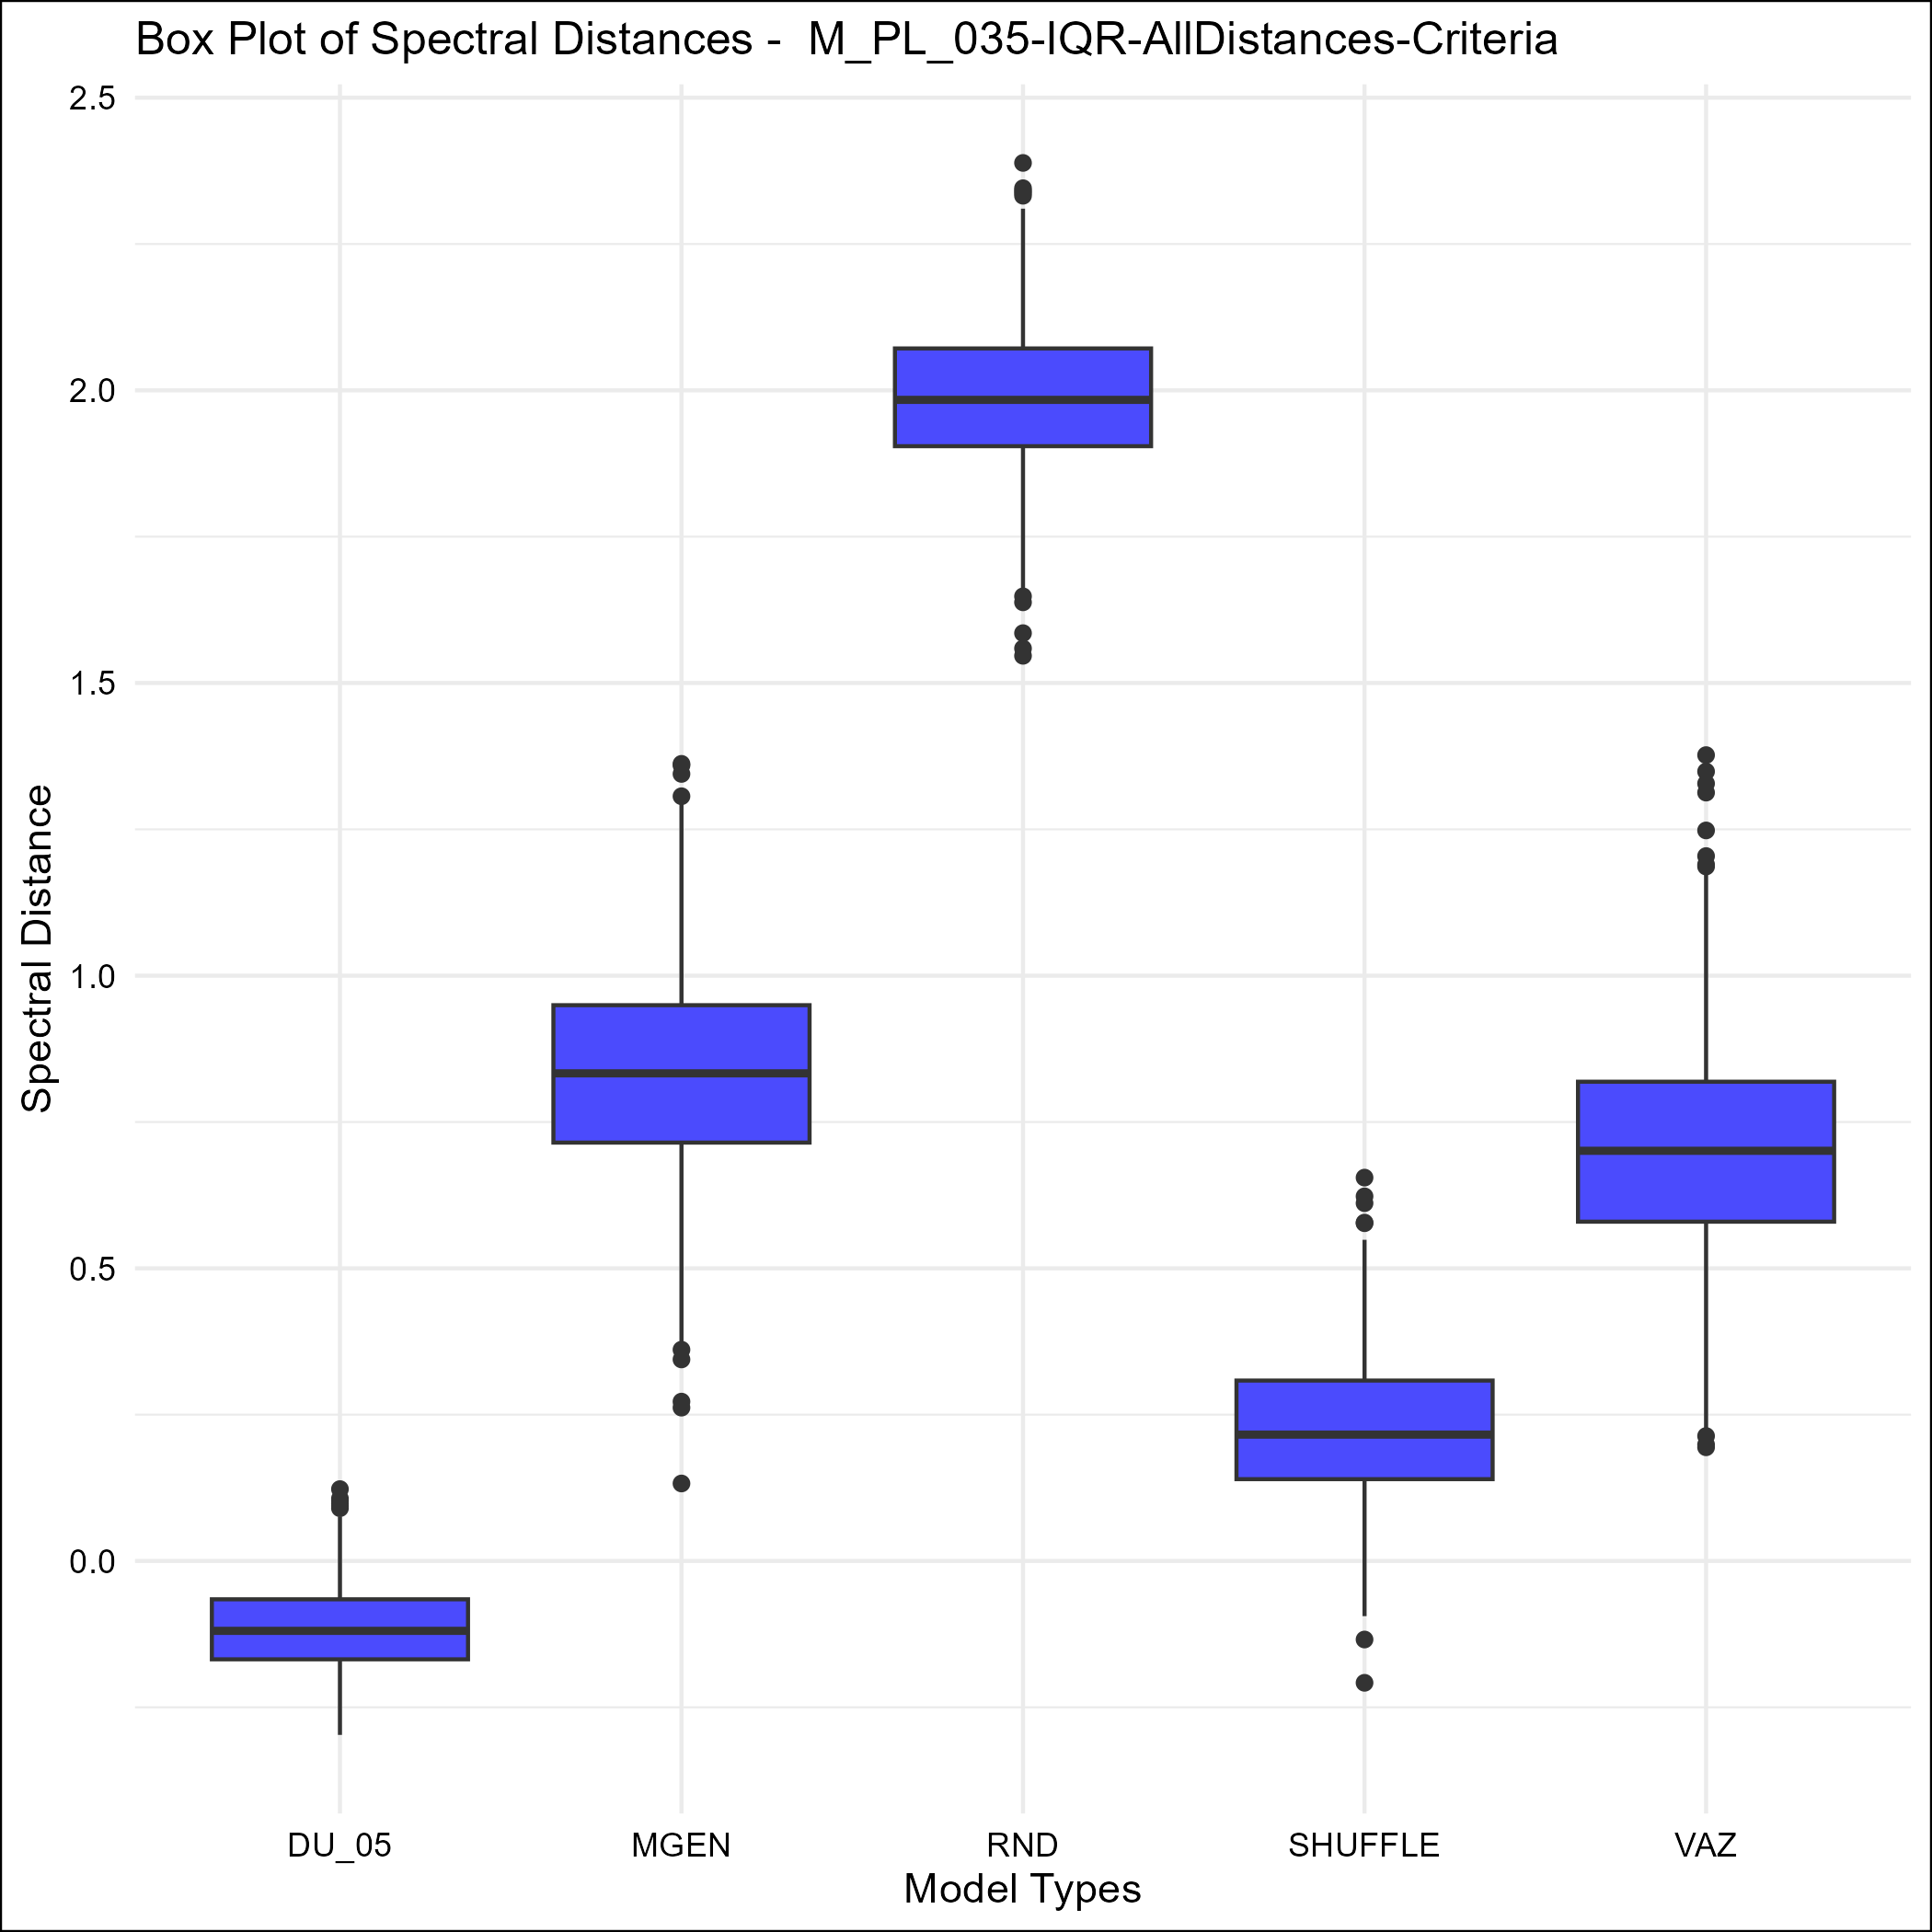 Box Plot of Spectral Distances -  M_PL_035-IQR-AllDistances-Criteria
2.5
2.0
1.5
1.0
0.5
0.0
Spectral Distance
DU_05 MGEN RND SHUFFLE VAZ
Model Types